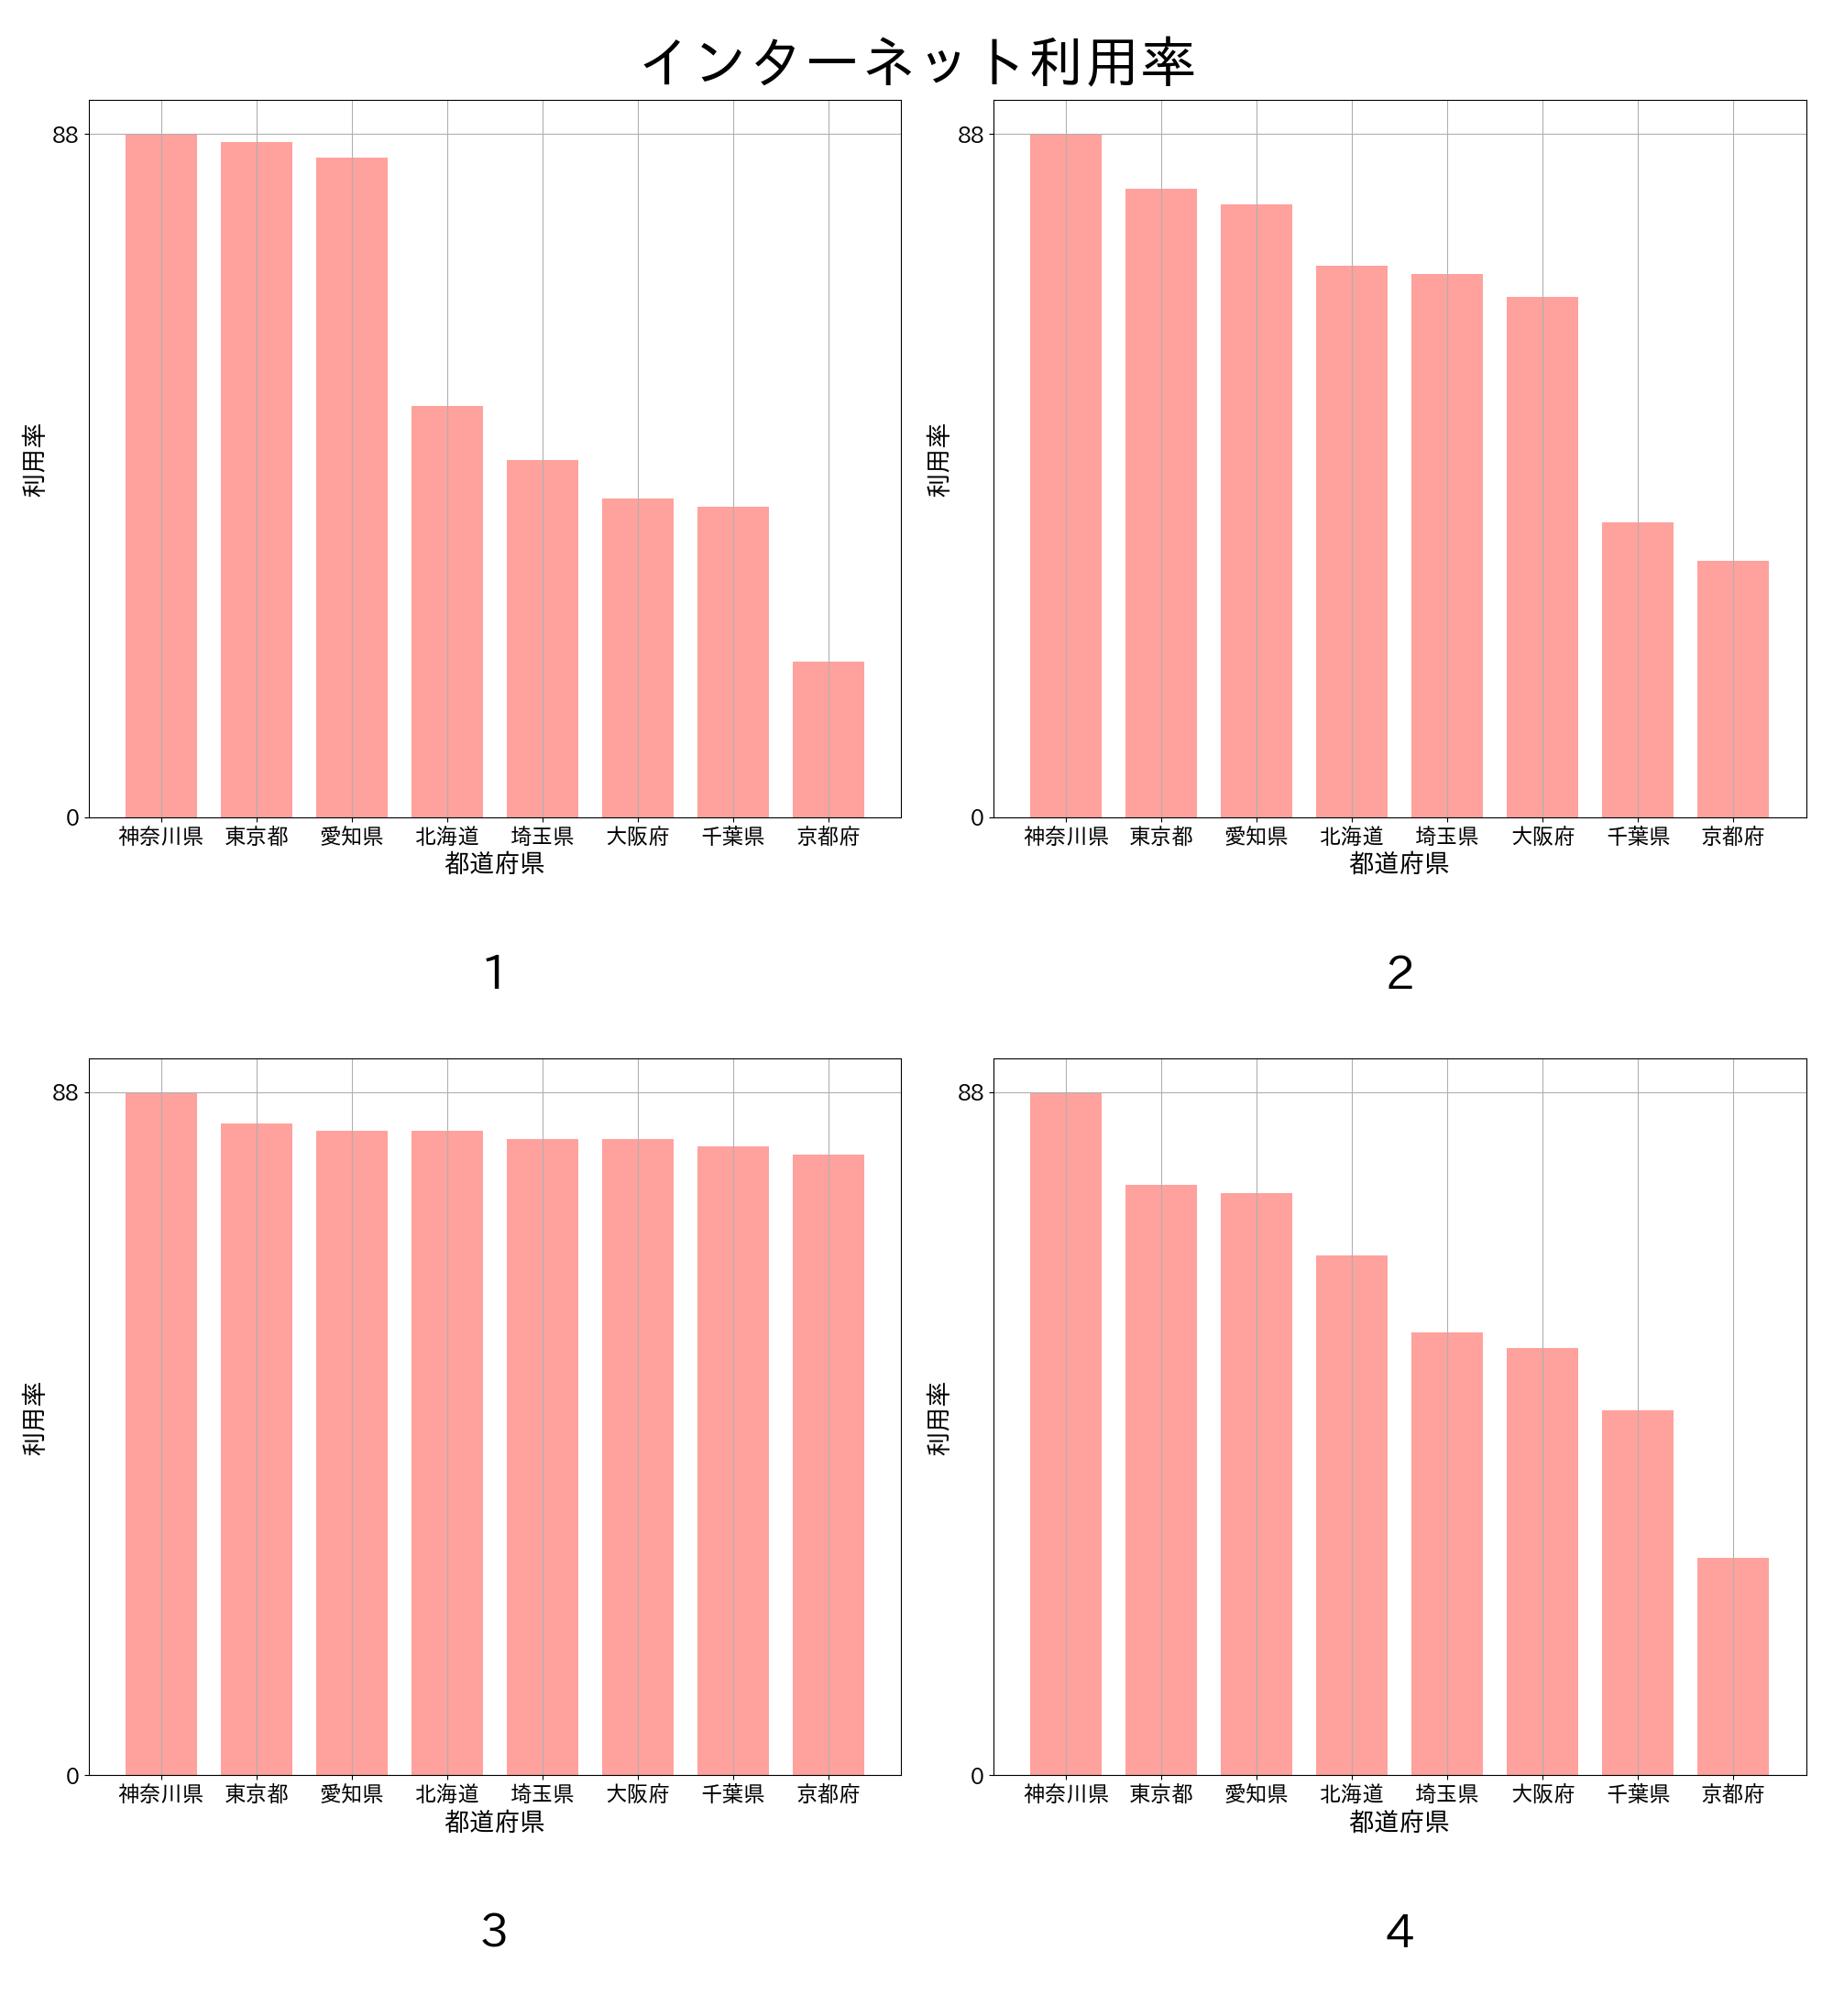 インターネット利用率
88
0
利用率
神奈川県 東京都 愛知県 北海道 埼玉県 大阪府 千葉県 京都府
都道府県
1
88
0
利用率
神奈川県 東京都 愛知県 北海道 埼玉県 大阪府 千葉県 京都府
都道府県
2
88
0
利用率
神奈川県 東京都 愛知県 北海道 埼玉県 大阪府 千葉県 京都府
都道府県
3
88
0
利用率
神奈川県 東京都 愛知県 北海道 埼玉県 大阪府 千葉県 京都府
都道府県
4